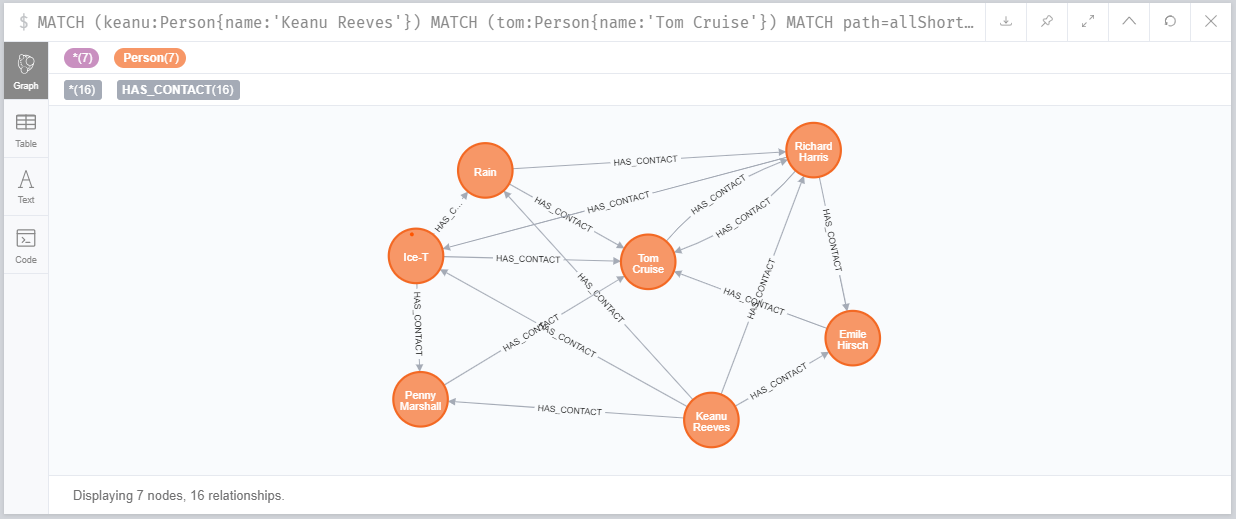 $ MATCH (keanu:Person{name:'Keanu Reeves'}) MATCH (tom:Person{name:'Tom Cruise'}) MATCH path=allShort…
Graph
*(7) Person(7)
*(16) HAS_CONTACT(16)
Table
Text
Code
Richard
Harris
Rain
HAS_CONTACT
HAS_CONTACT
HAS_CONTACT
HAS_C…
HAS_CONTACT
HAS_CONTACT
HAS_CONTACT
Ice-T
HAS_CONTACT
Tom
Cruise
HAS_CONTACT
HAS_CONTACT
HAS_CONTACT
HAS_CONTACT
HAS_CONTACT
HAS_CONTACT
HAS_CONTACT
Emile
Hirsch
HAS_CONTACT
Penny
Marshall
HAS_CONTACT
Keanu
Reeves
Displaying 7 nodes, 16 relationships.